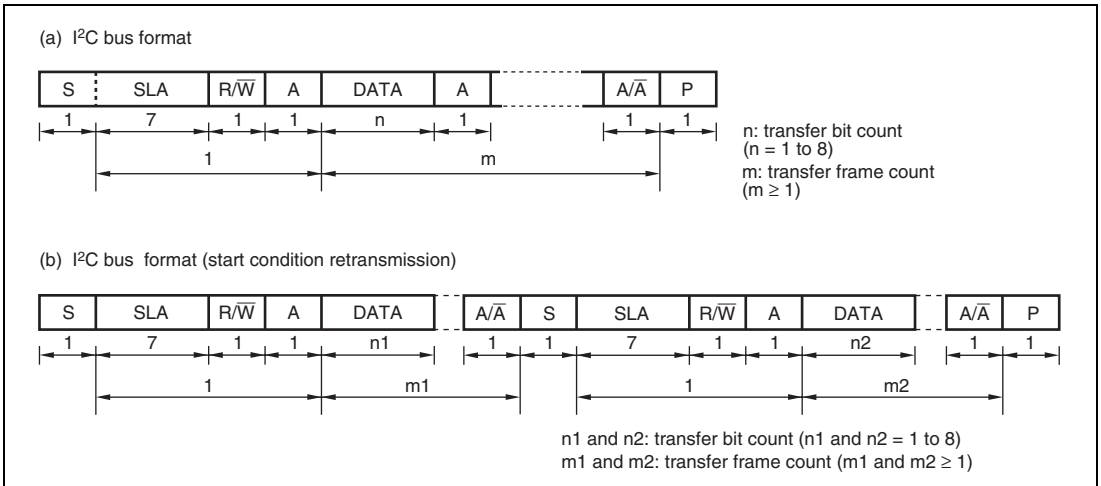 (a) I²C bus format
S SLA R/W̅ A DATA A A/A̅ P
1 7 1 1 n 1 1 1
1 m
n: transfer bit count
(n = 1 to 8)
m: transfer frame count
(m ≥ 1)
(b) I²C bus format (start condition retransmission)
S SLA R/W̅ A DATA A/A̅ S SLA R/W̅ A DATA A/A̅ P
1 7 1 1 n1 1 1 7 1 1 n2 1 1
1 m1 1 m2
n1 and n2: transfer bit count (n1 and n2 = 1 to 8)
m1 and m2: transfer frame count (m1 and m2 ≥ 1)